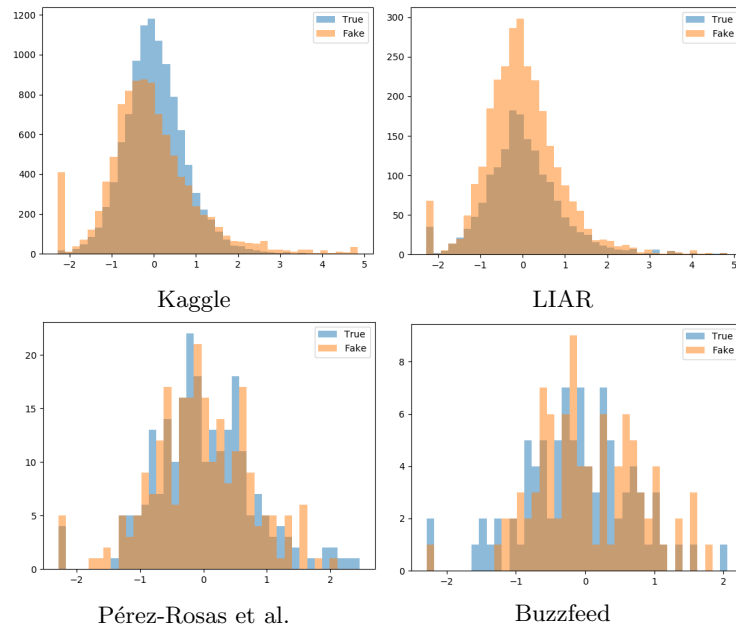 True
Fake
1200
1000
800
600
400
200
0
−2 −1 0 1 2 3 4 5
Kaggle
True
Fake
300
250
200
150
100
50
0
−2 −1 0 1 2 3 4 5
LIAR
True
Fake
20
15
10
5
0
−2 −1 0 1 2
Pérez-Rosas et al.
True
Fake
8
6
4
2
0
−2 −1 0 1 2
Buzzfeed